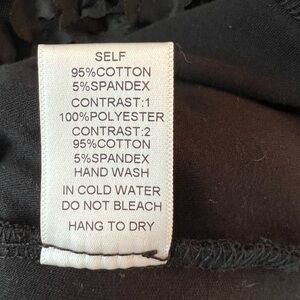 SELF
95%COTTON
5%SPANDEX
CONTRAST:1
100%POLYESTER
CONTRAST:2
95%COTTON
5%SPANDEX
HAND WASH
IN COLD WATER
DO NOT BLEACH
HANG TO DRY